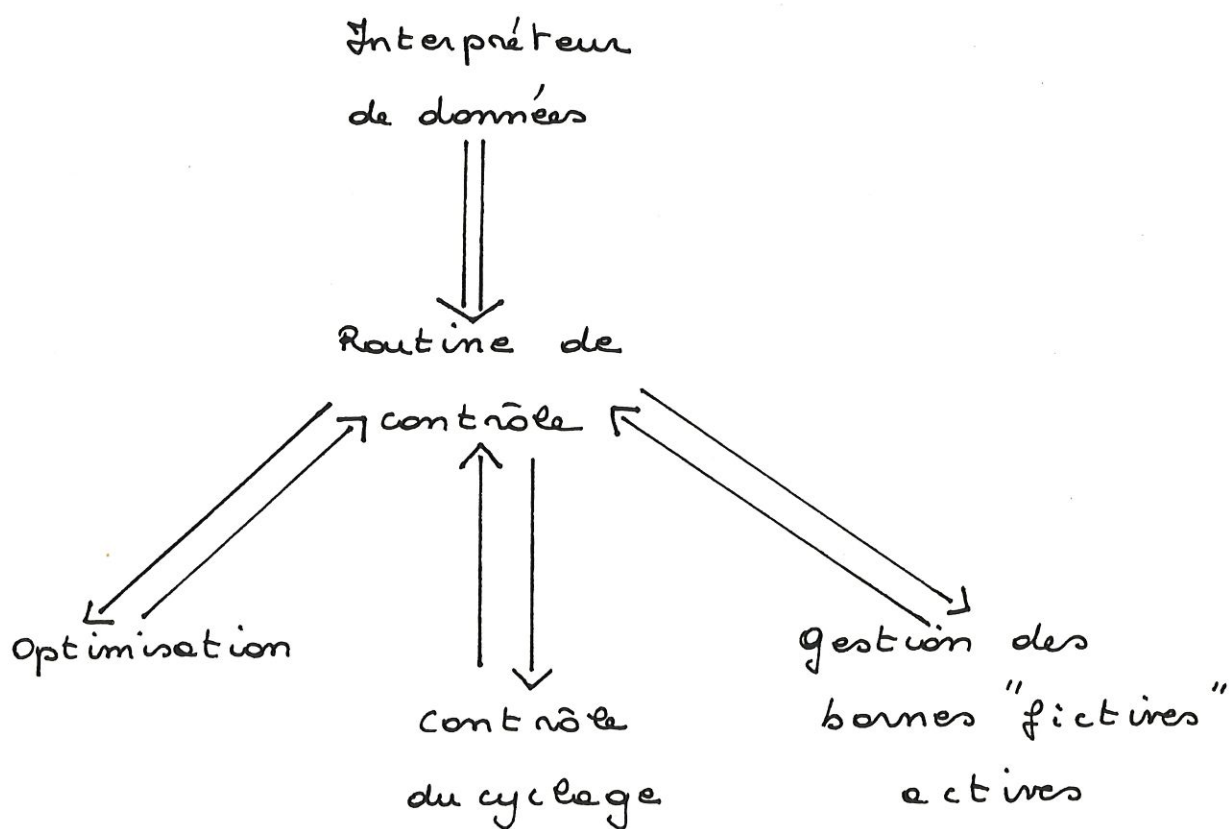 Interpréteur
de données
Routine de
contrôle
Optimisation
contrôle
du cyclage
gestion des
bornes "fictives"
actives